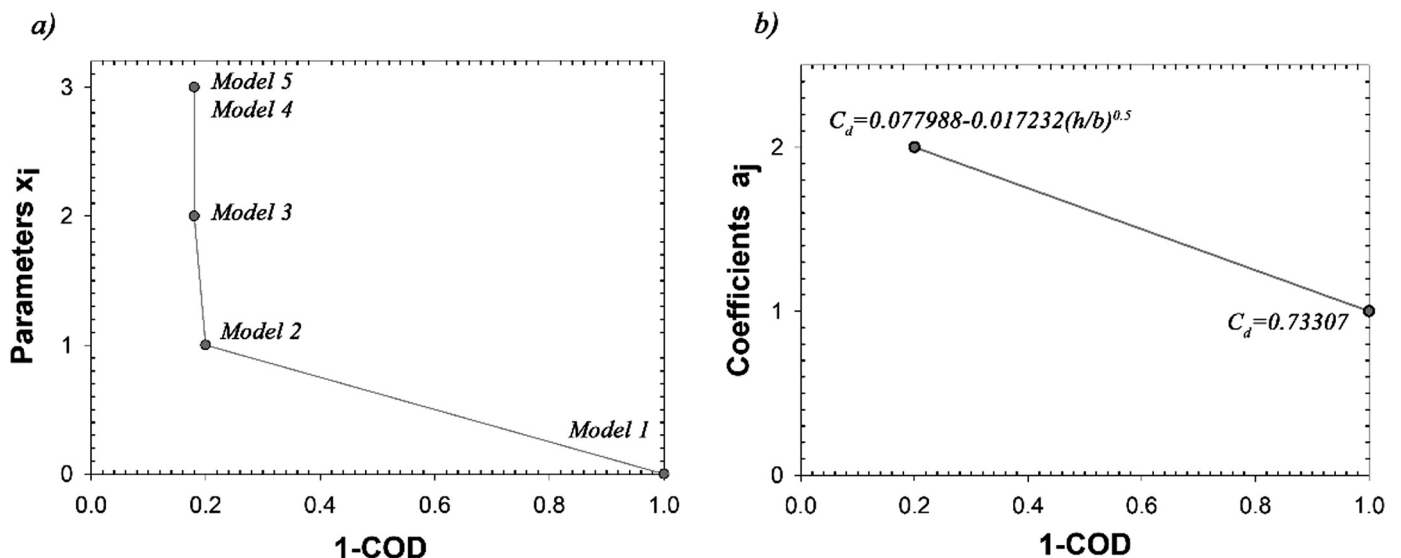 a)
3
2
1
0
Parameters xi
Model 5
Model 4
Model 3
Model 2
Model 1
0.0 0.2 0.4 0.6 0.8 1.0
1-COD
b)
2
1
0
Coefficients aj
Cd=0.077988-0.017232(h/b)0.5
Cd=0.73307
0.0 0.2 0.4 0.6 0.8 1.0
1-COD